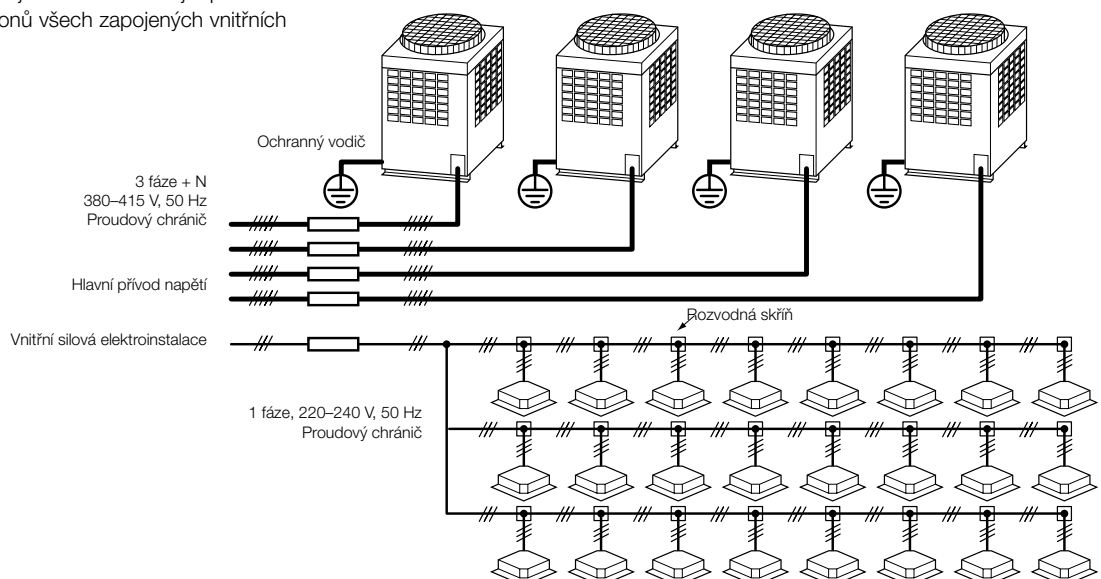 onů všech zapojených vnitřních
Ochranný vodič
3 fáze + N
380–415 V, 50 Hz
Proudový chránič
Hlavní přívod napětí
Rozvodná skříň
Vnitřní silová elektroinstalace
1 fáze, 220–240 V, 50 Hz
Proudový chránič